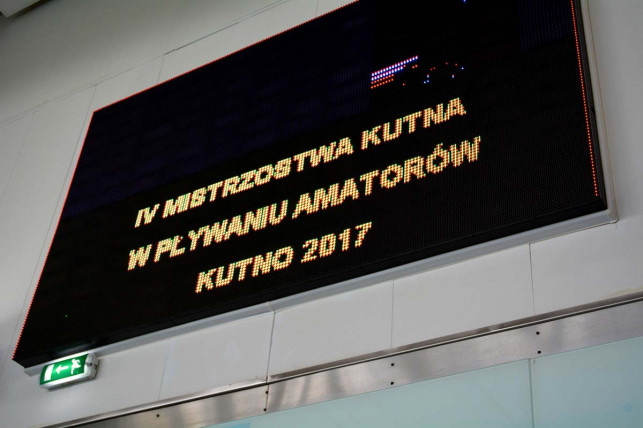 IV MISTRZOSTWA KUTNA
W PŁYWANIU AMATORÓW
KUTNO 2017